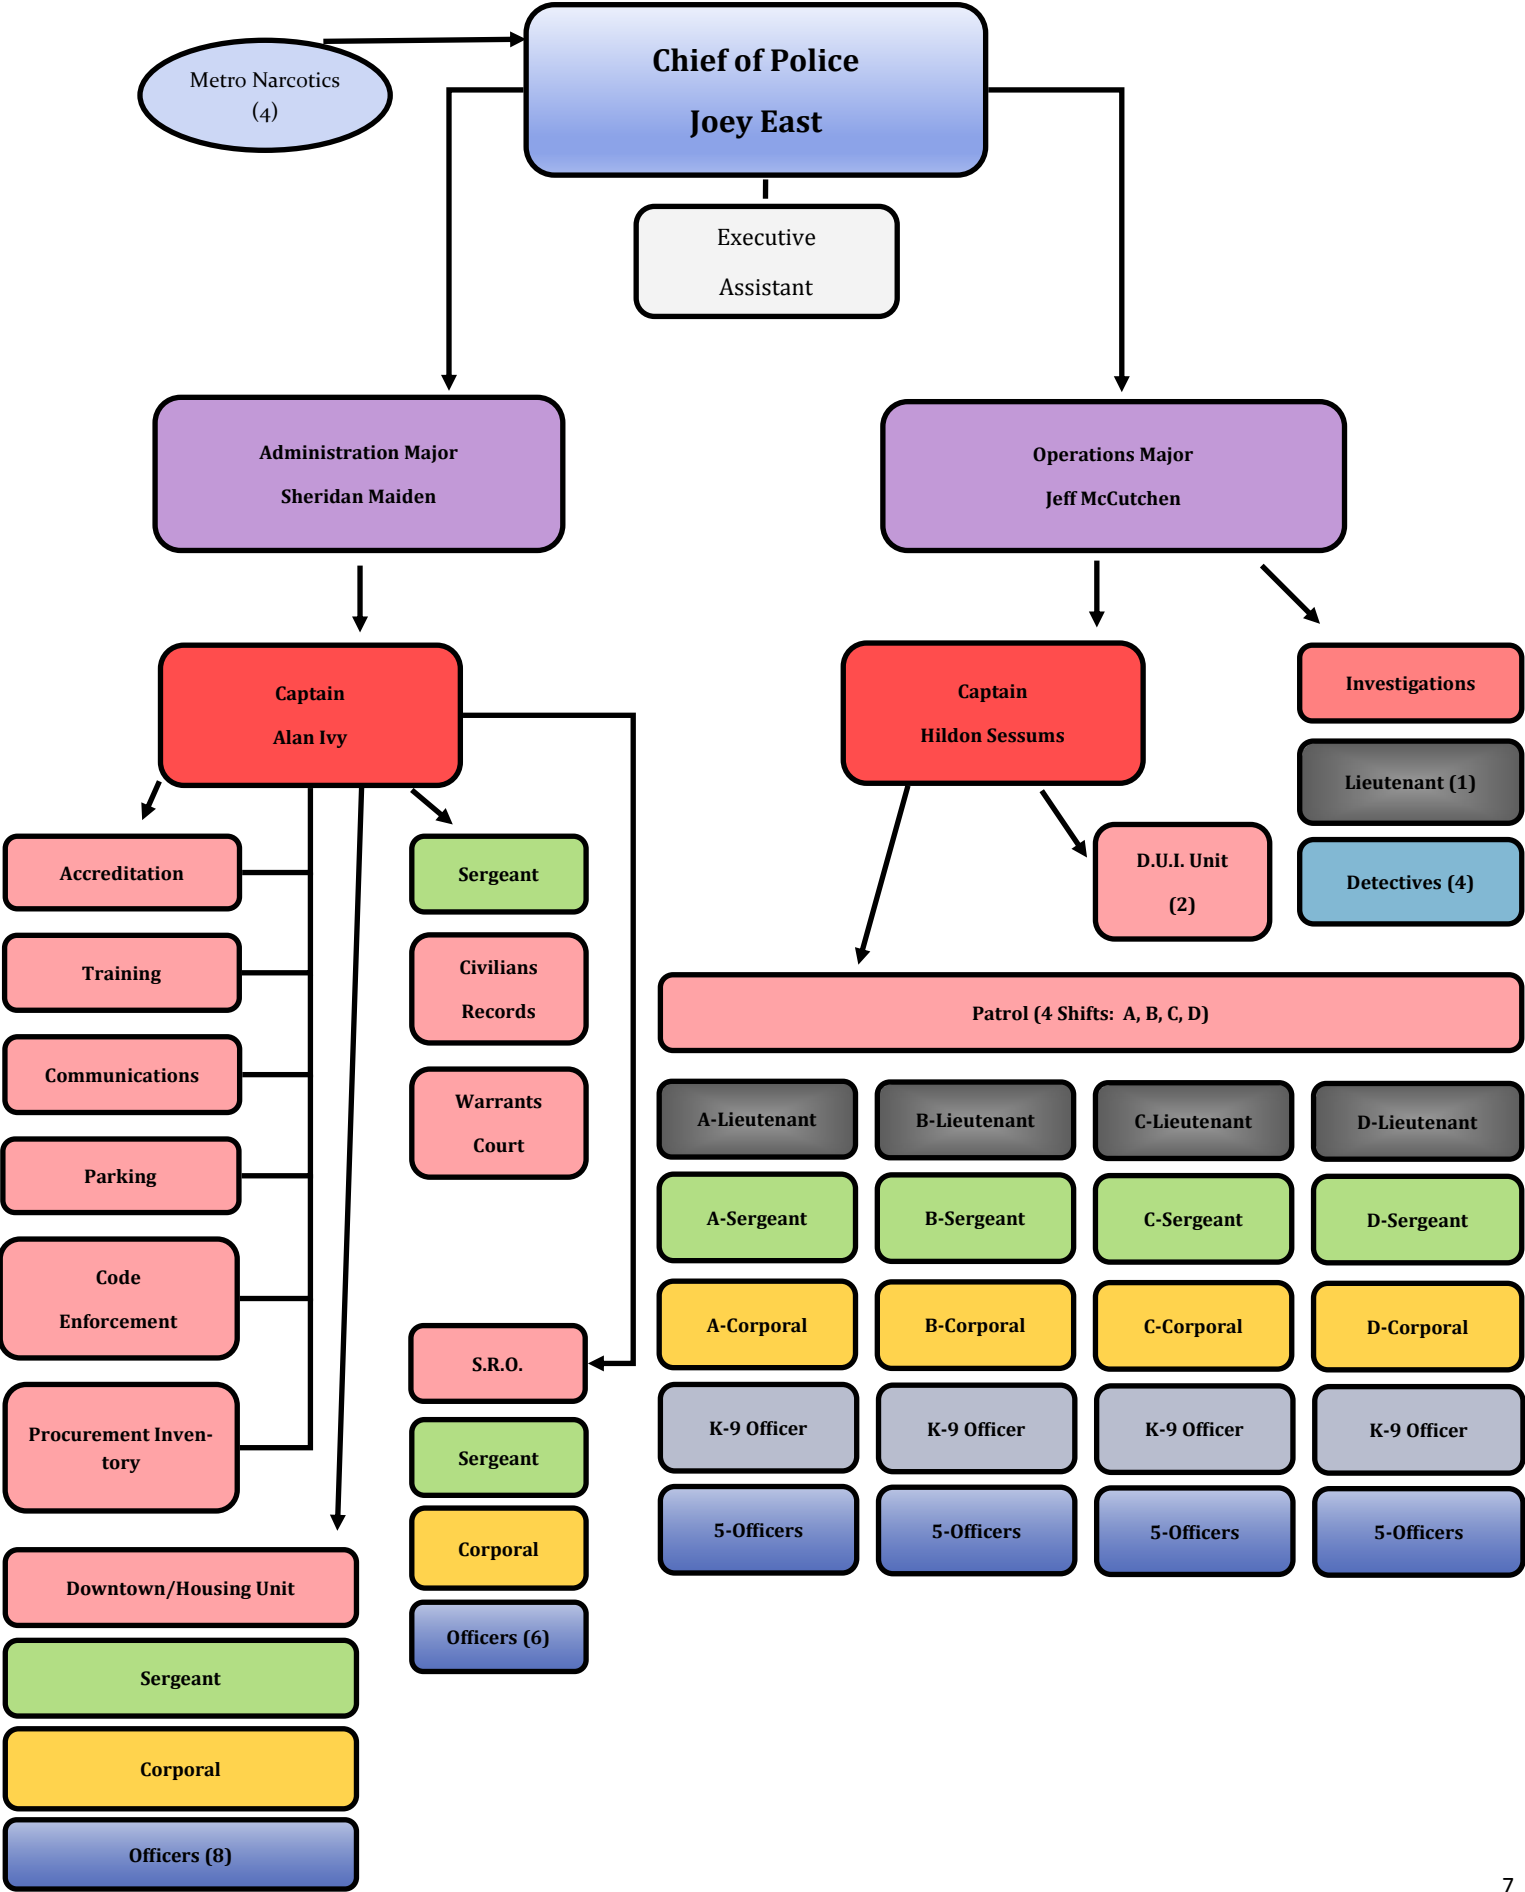 Metro Narcotics
(4)
Chief of Police
Joey East
Executive
Assistant
Administration Major
Sheridan Maiden
Operations Major
Jeff McCutchen
Captain
Alan Ivy
Captain
Hildon Sessums
Investigations
Lieutenant (1)
Detectives (4)
D.U.I. Unit
(2)
Accreditation
Training
Communications
Parking
Code
Enforcement
Procurement Inven-
tory
Sergeant
Civilians
Records
Warrants
Court
S.R.O.
Sergeant
Corporal
Officers (6)
Downtown/Housing Unit
Sergeant
Corporal
Officers (8)
Patrol (4 Shifts:  A, B, C, D)
A-Lieutenant
B-Lieutenant
C-Lieutenant
D-Lieutenant
A-Sergeant
B-Sergeant
C-Sergeant
D-Sergeant
A-Corporal
B-Corporal
C-Corporal
D-Corporal
K-9 Officer
K-9 Officer
K-9 Officer
K-9 Officer
5-Officers
5-Officers
5-Officers
5-Officers
7